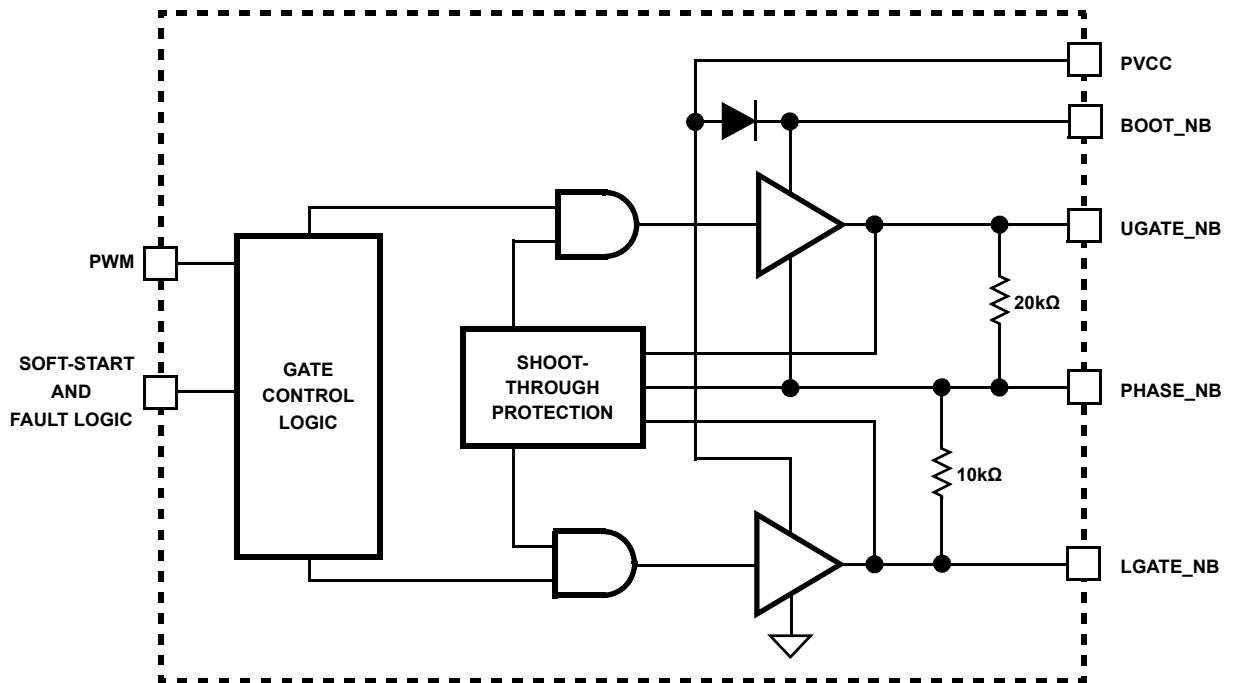 PVCC
BOOT_NB
UGATE_NB
PWM
20kΩ
SOFT-START
AND
FAULT LOGIC
GATE
CONTROL
LOGIC
SHOOT-
THROUGH
PROTECTION
PHASE_NB
10kΩ
LGATE_NB